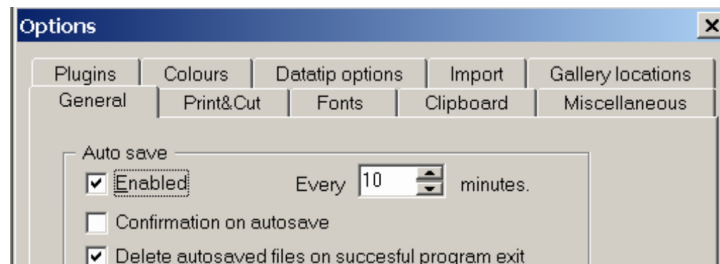 Options
Plugins Colours Datatip options Import Gallery locations
General Print&Cut Fonts Clipboard Miscellaneous
Auto save
Enabled Every 10 minutes.
Confirmation on autosave
Delete autosaved files on succesful program exit